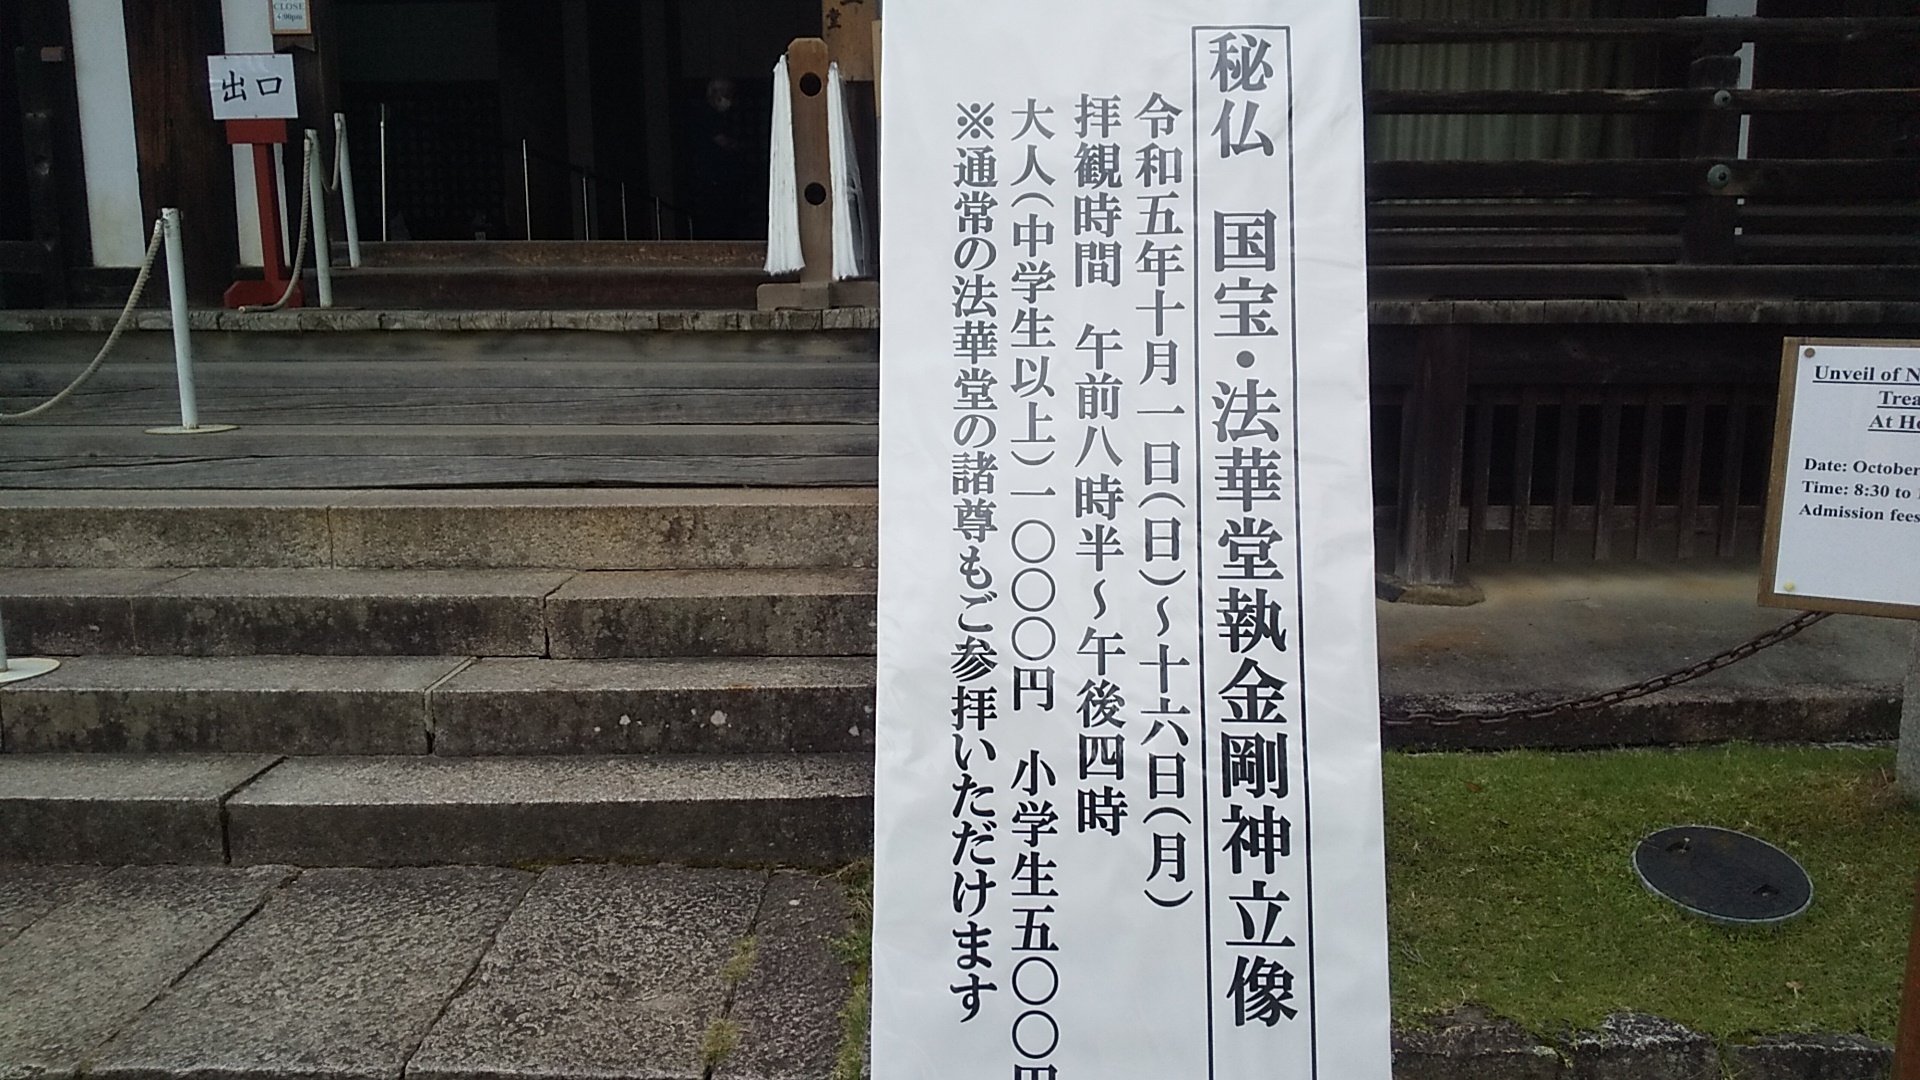 秘仏 国宝・法華堂執金剛神立像
令和五年十月一日(日)~十六日(月)
拝観時間 午前八時半~午後四時
大人(中学生以上)一〇〇〇円 小学生五〇〇円
※通常の法華堂の諸尊もご参拝いただけます
出口
CLOSE
4:00pm
堂
Unveil of
At
Date: October
Time: 8:30 to
Admission fees